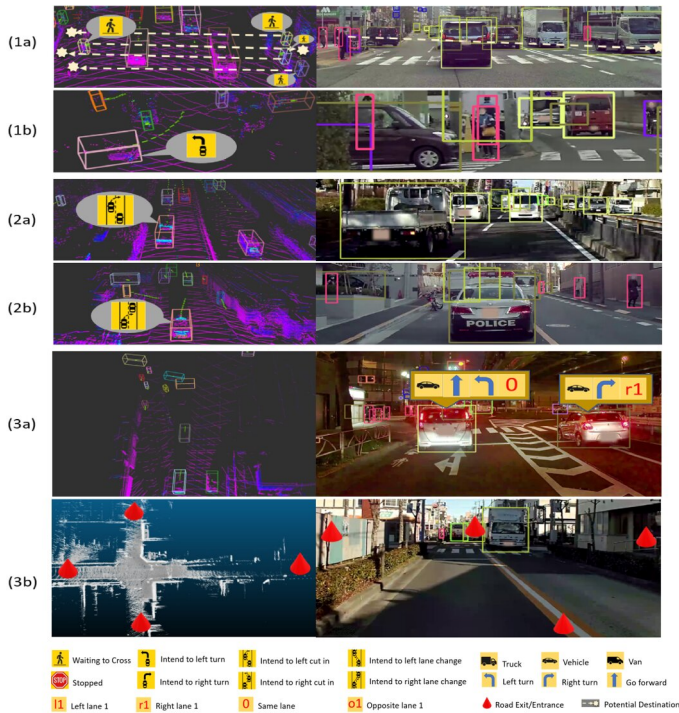 (1a)
(1b)
(2a)
(2b)
POLICE
(3a)
0
r1
(3b)
Waiting to Cross
Intend to left turn
Intend to left cut in
Intend to left lane change
Truck
Vehicle
Van
STOP
Stopped
Intend to right turn
Intend to right cut in
Intend to right lane change
Left turn
Right turn
Go forward
l1 Left lane 1
r1 Right lane 1
0 Same lane
o1 Opposite lane 1
Road Exit/Entrance
Potential Destination